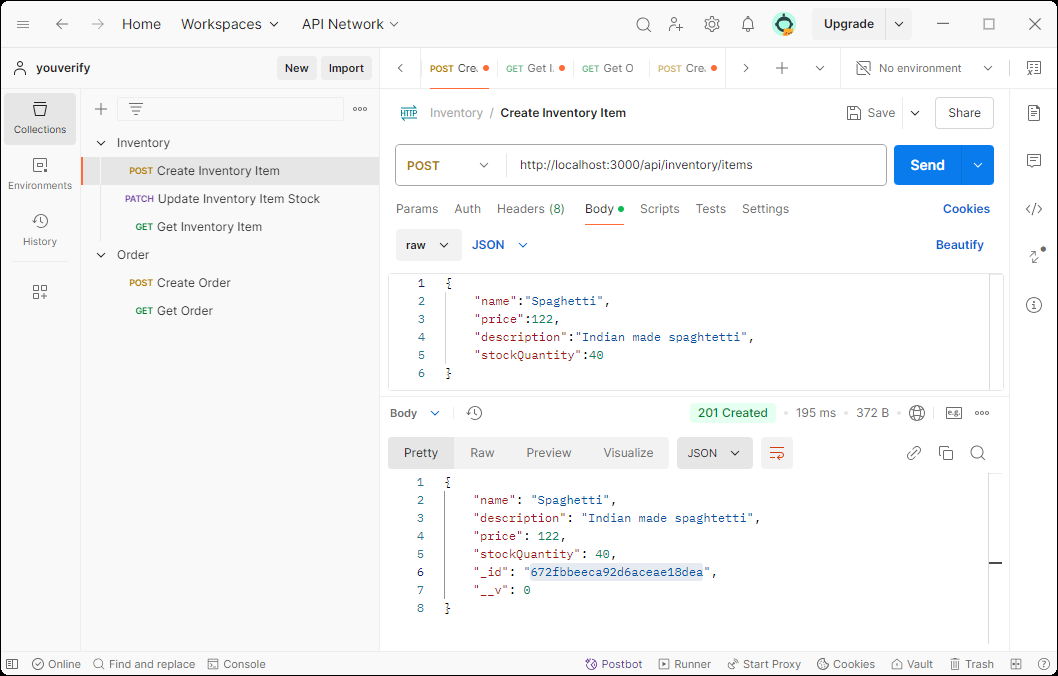 Home Workspaces API Network Upgrade
youverify New Import
POST Cre. GET Get I. GET Get O POST Cre. No environment
Collections
Environments
History
Inventory
POST Create Inventory Item
PATCH Update Inventory Item Stock
GET Get Inventory Item
Order
POST Create Order
GET Get Order
HTTP Inventory / Create Inventory Item Save Share
POST http://localhost:3000/api/inventory/items Send
Params Auth Headers (8) Body Scripts Tests Settings Cookies
raw JSON Beautify
1 {
2 "name":"Spaghetti",
3 "price":122,
4 "description":"Indian made spaghtetti",
5 "stockQuantity":40
6 }
Body 201 Created 195 ms 372 B e.g.
Pretty Raw Preview Visualize JSON
1 {
2 "name": "Spaghetti",
3 "description": "Indian made spaghtetti",
4 "price": 122,
5 "stockQuantity": 40,
6 "_id": "672fbbeeca92d6aceae18dea",
7 "__v": 0
8 }
Online Find and replace Console Postbot Runner Start Proxy Cookies Vault Trash